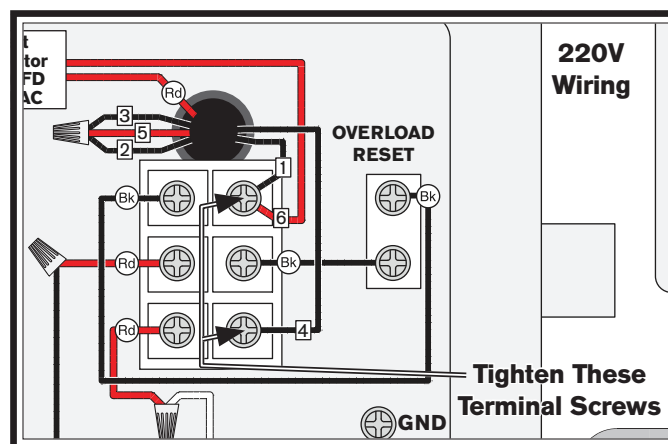 220V
Wiring
Rd
3
5
2
OVERLOAD
RESET
1
Bk
6
Bk
Rd
Bk
Rd
4
Tighten These
Terminal Screws
GND